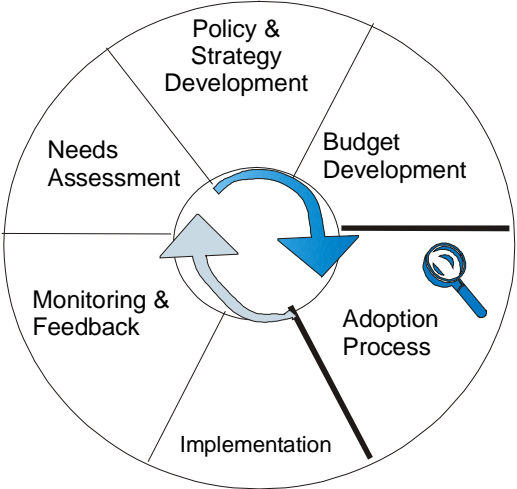 Policy &
Strategy
Development
Budget
Development
Adoption
Process
Implementation
Monitoring &
Feedback
Needs
Assessment